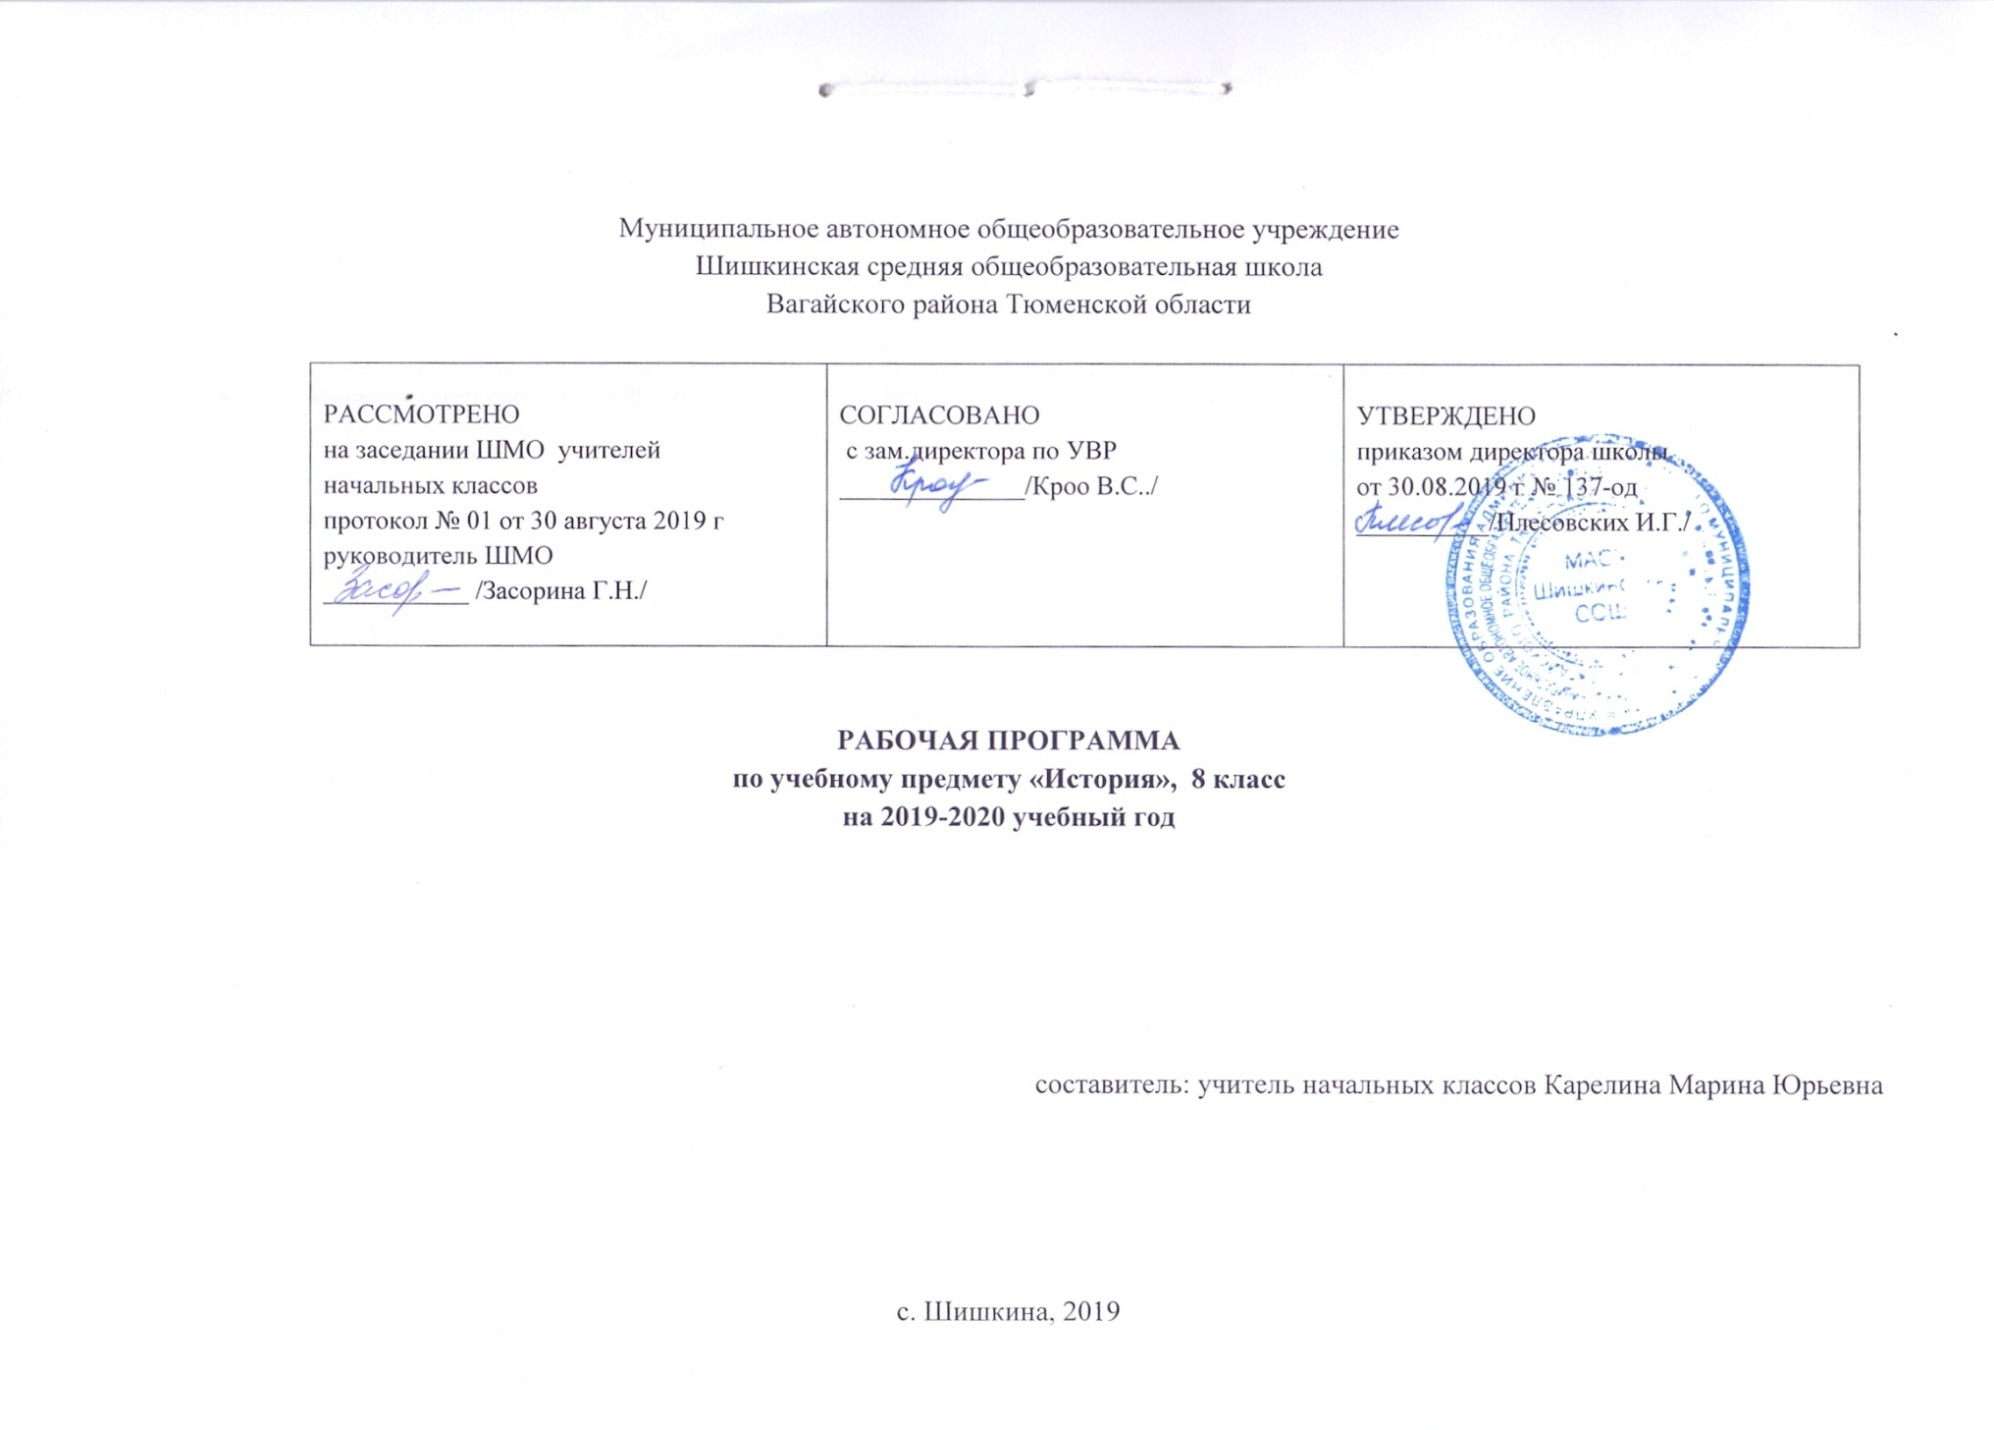 Муниципальное автономное общеобразовательное учреждение
Шишкинская средняя общеобразовательная школа
Вагайского района Тюменской области
РАССМОТРЕНО
на заседании ШМО учителей
начальных классов
протокол № 01 от 30 августа 2019 г
руководитель ШМО
Засор /Засорина Г.Н./
СОГЛАСОВАНО
с зам.директора по УВР
Кроо /Кроо В.С../
УТВЕРЖДЕНО
приказом директора школы
от 30.08.2019 г № 137-од
Плесов /Плесовских И.Г./
РАБОЧАЯ ПРОГРАММА
по учебному предмету «История», 8 класс
на 2019-2020 учебный год
составитель: учитель начальных классов Карелина Марина Юрьевна
с. Шишкина, 2019